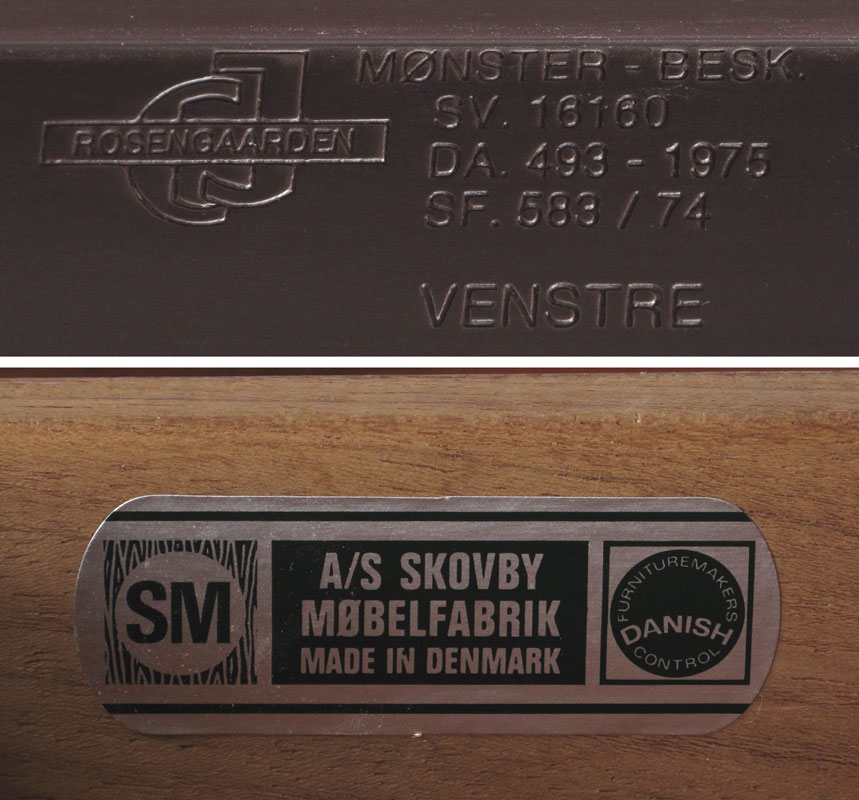 ROSENGAARDEN
MØNSTER - BESK.
SV. 16160
DA. 493 - 1975
SF. 583 / 74
VENSTRE
SM
A/S SKOVBY
MØBELFABRIK
MADE IN DENMARK
FURNITUREMAKERS
DANISH
CONTROL